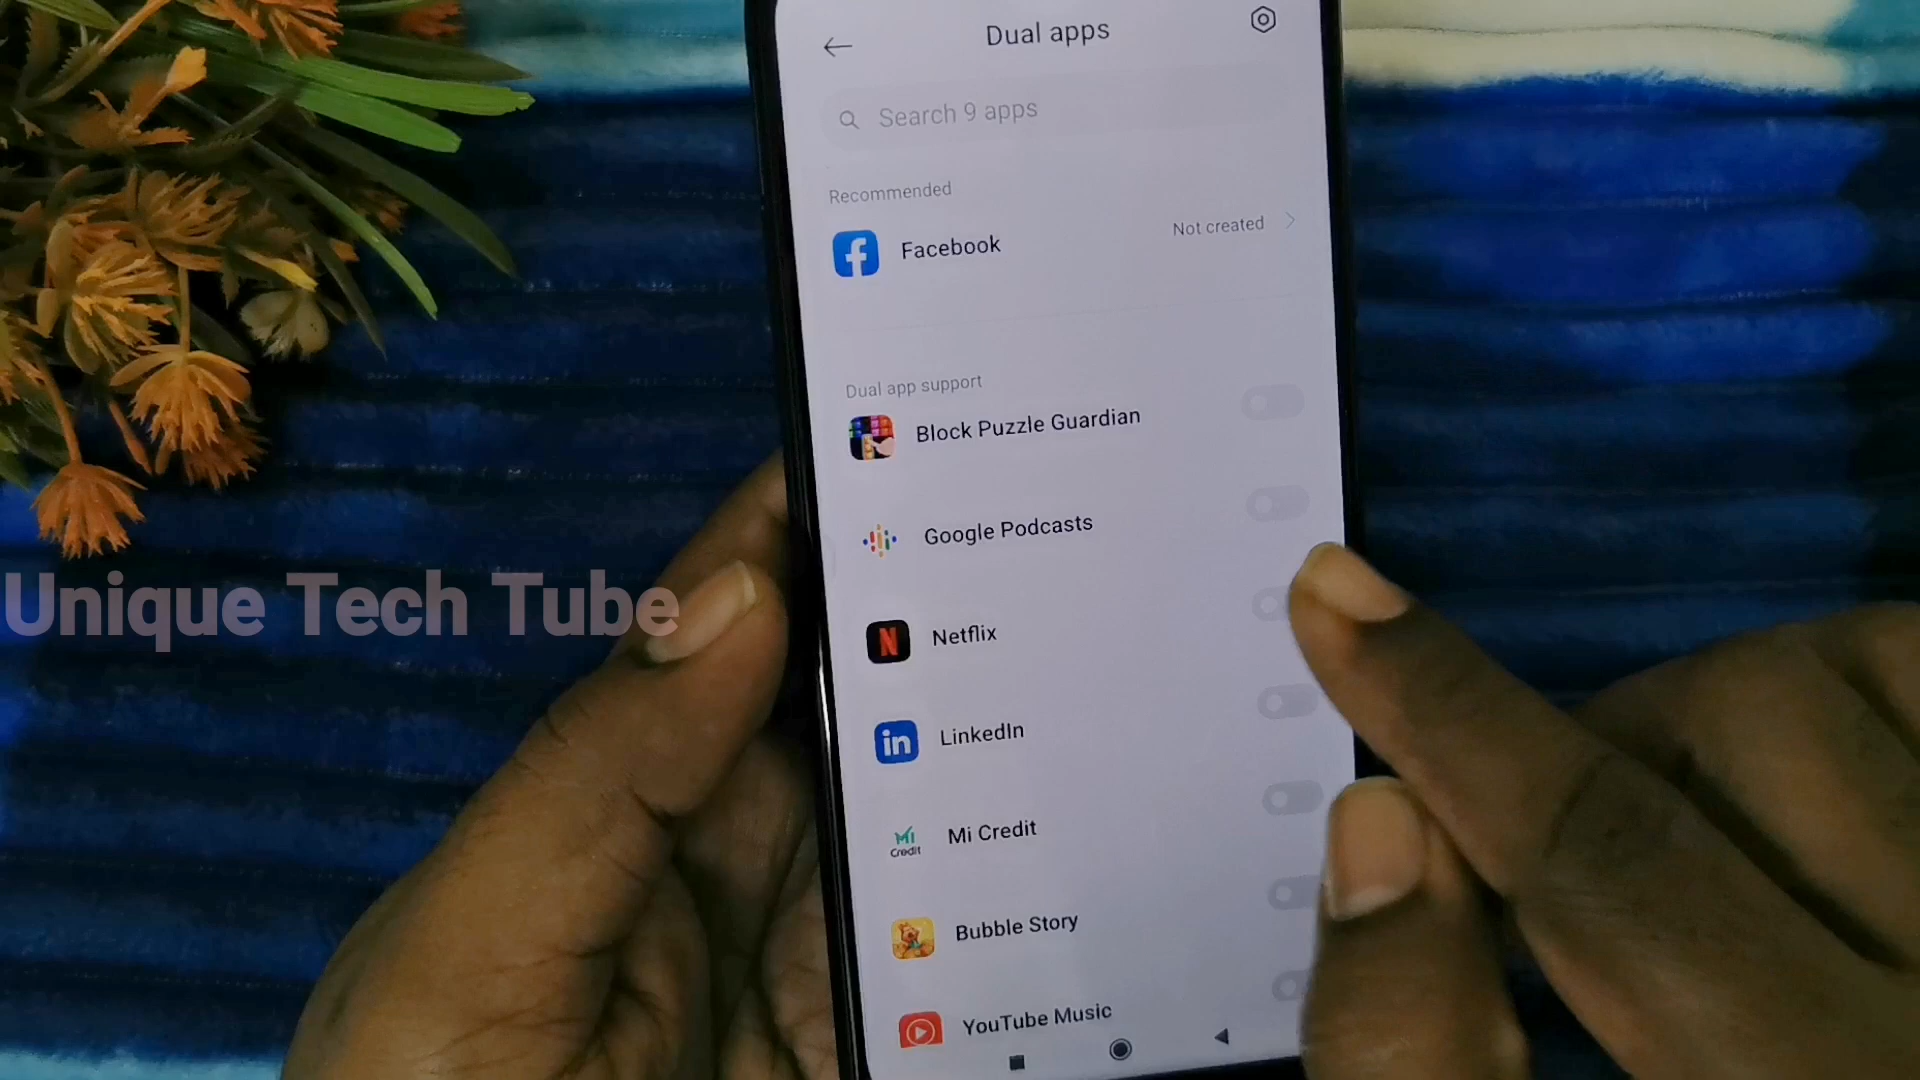 Dual apps
Search 9 apps
Recommended
Facebook
Not created
Dual app support
Block Puzzle Guardian
Google Podcasts
Netflix
LinkedIn
Mi Credit
Mi Credit
Bubble Story
YouTube Music
Unique Tech Tube